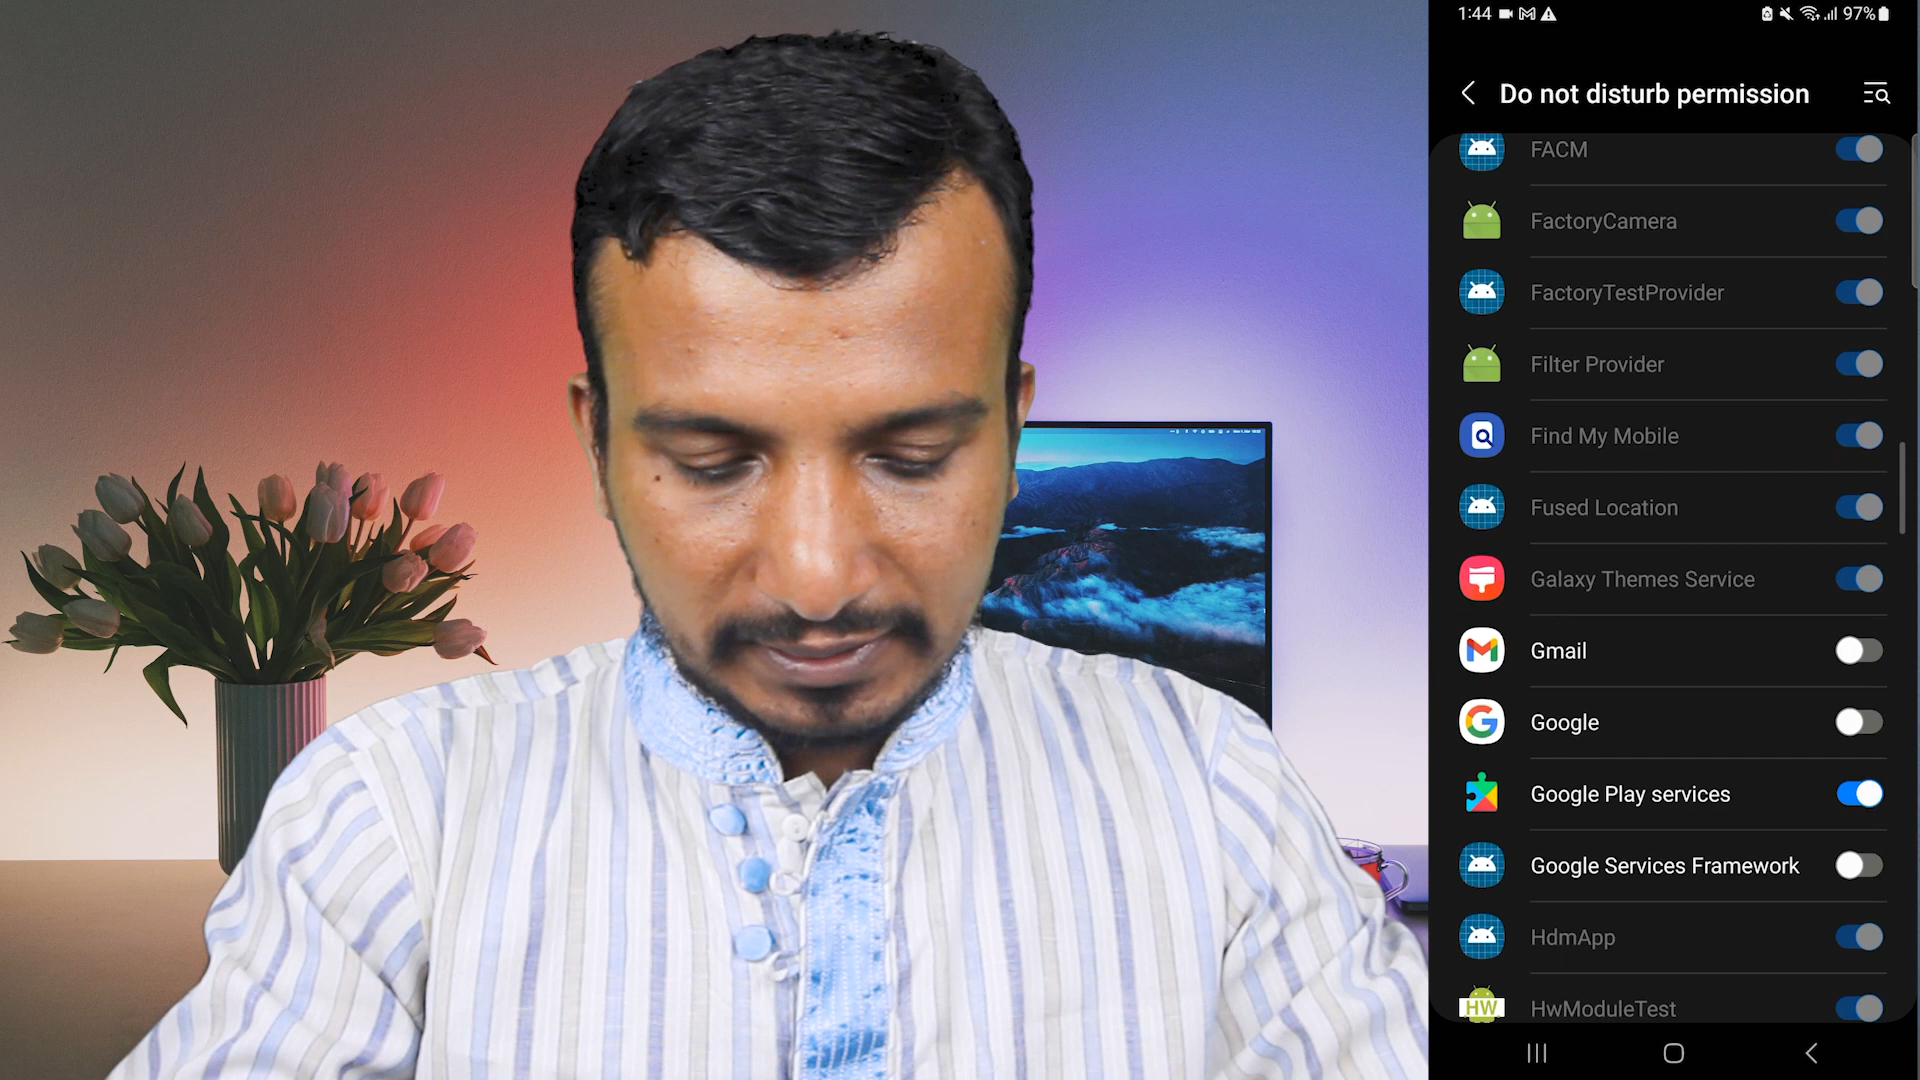 1:44
97%
Do not disturb permission
FACM
FactoryCamera
FactoryTestProvider
Filter Provider
Find My Mobile
Fused Location
Galaxy Themes Service
Gmail
Google
Google Play services
Google Services Framework
HdmApp
HW
HwModuleTest